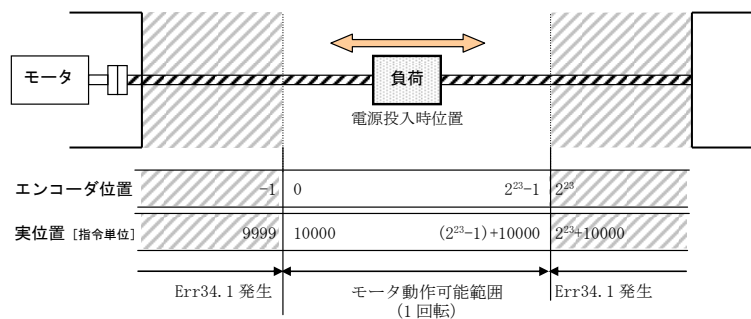 モータ
負荷
電源投入時位置
エンコーダ位置 -1 0 2²³-1 2²³
実位置 [指令単位] 9999 10000 (2²³-1)+10000 2²³+10000
Err34.1 発生 モータ動作可能範囲 Err34.1 発生
(1 回転)